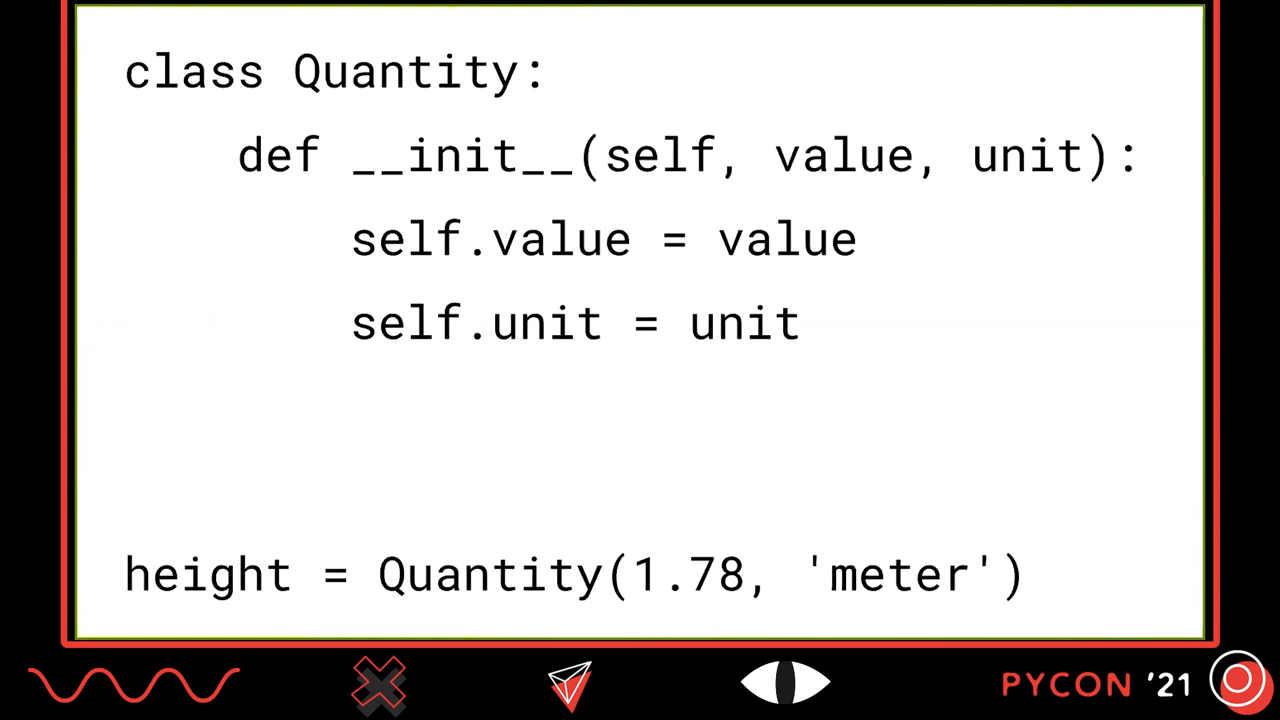 class Quantity:
    def __init__(self, value, unit):
        self.value = value
        self.unit = unit
height = Quantity(1.78, 'meter')
PYCON '21